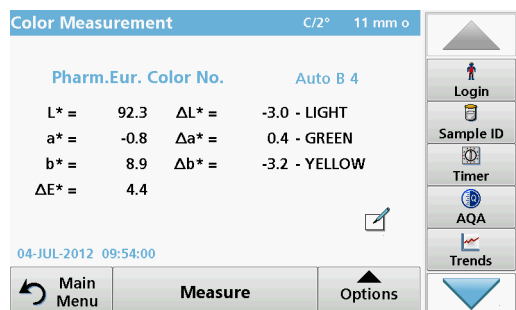 Color Measurement C/2° 11 mm o
Pharm.Eur. Color No. Auto B 4
L* = 92.3 ΔL* = -3.0 - LIGHT
a* = -0.8 Δa* = 0.4 - GREEN
b* = 8.9 Δb* = -3.2 - YELLOW
ΔE* = 4.4
04-JUL-2012 09:54:00
Main Menu
Measure
Options
Login
Sample ID
Timer
AQA
Trends